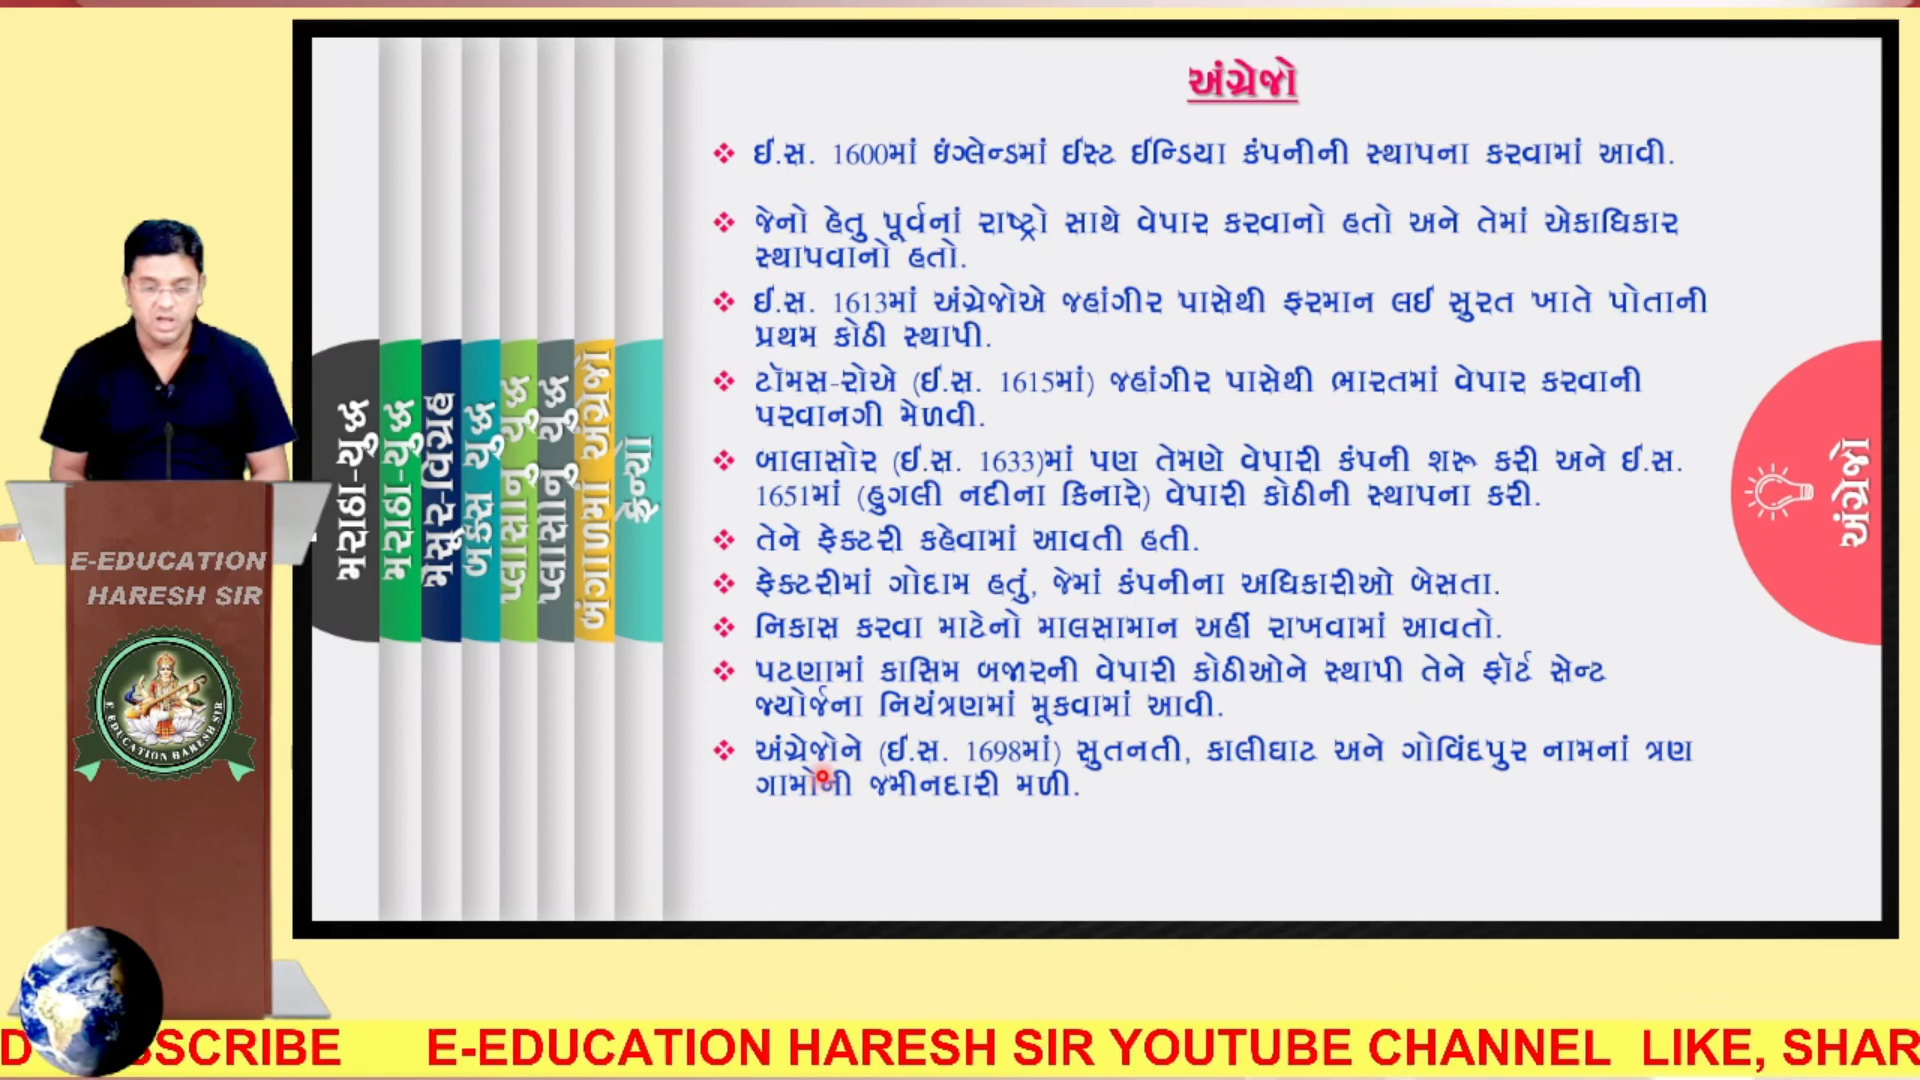 અંગ્રેજો
ઈ.સ. 1600માં ઇંગ્લેન્ડમાં ઈસ્ટ ઈન્ડિયા કંપનીની સ્થાપના કરવામાં આવી.
જેનો હેતુ પૂર્વનાં રાષ્ટ્રો સાથે વેપાર કરવાનો હતો અને તેમાં એકાધિકાર
સ્થાપવાનો હતો.
ઈ.સ. 1613માં અંગ્રેજોએ જહાંગીર પાસેથી ફરમાન લઈ સુરત ખાતે પોતાની
પ્રથમ કોઠી સ્થાપી.
ટૉમસ-રોએ (ઈ.સ. 1615માં) જહાંગીર પાસેથી ભારતમાં વેપાર કરવાની
પરવાનગી મેળવી.
બાલાસોર (ઈ.સ. 1633)માં પણ તેમણે વેપારી કંપની શરૂ કરી અને ઈ.સ.
1651માં (હુગલી નદીના કિનારે) વેપારી કોઠીની સ્થાપના કરી.
તેને ફેક્ટરી કહેવામાં આવતી હતી.
ફેક્ટરીમાં ગોદામ હતું, જેમાં કંપનીના અધિકારીઓ બેસતા.
નિકાસ કરવા માટેનો માલસામાન અહીં રાખવામાં આવતો.
પટણામાં કાસિમ બજારની વેપારી કોઠીઓને સ્થાપી તેને ફૉર્ટ સેન્ટ
જ્યોર્જના નિયંત્રણમાં મૂકવામાં આવી.
અંગ્રેજોને (ઈ.સ. 1698માં) સુતનતી, કાલીઘાટ અને ગોવિંદપુર નામનાં ત્રણ
ગામોની જમીનદારી મળી.
મરાઠા-યુદ્ધ
મરાઠા-યુદ્ધ
મૈસૂર-વિગ્રહ
બક્સ યુદ્ધ
પ્લાસીનું યુદ્ધ
પ્લાસીનું યુદ્ધ
બંગાળમાં અંગ્રેજો
ફ્રેન્ચો
અંગ્રેજો
E-EDUCATION
HARESH SIR
E EDUCATION HARESH SIR
D SCRIBE E-EDUCATION HARESH SIR YOUTUBE CHANNEL LIKE, SHAR